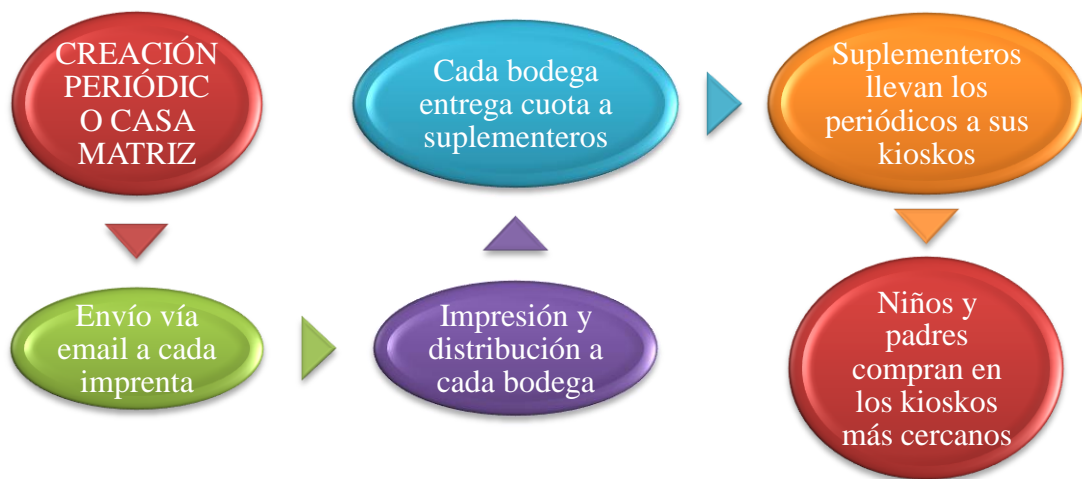 CREACIÓN
PERIÓDIC
O CASA
MATRIZ
Envío vía
email a cada
imprenta
Impresión y
distribución a
cada bodega
Cada bodega
entrega cuota a
suplementeros
Suplementeros
llevan los
periódicos a sus
kioskos
Niños y
padres
compran en
los kioskos
más cercanos